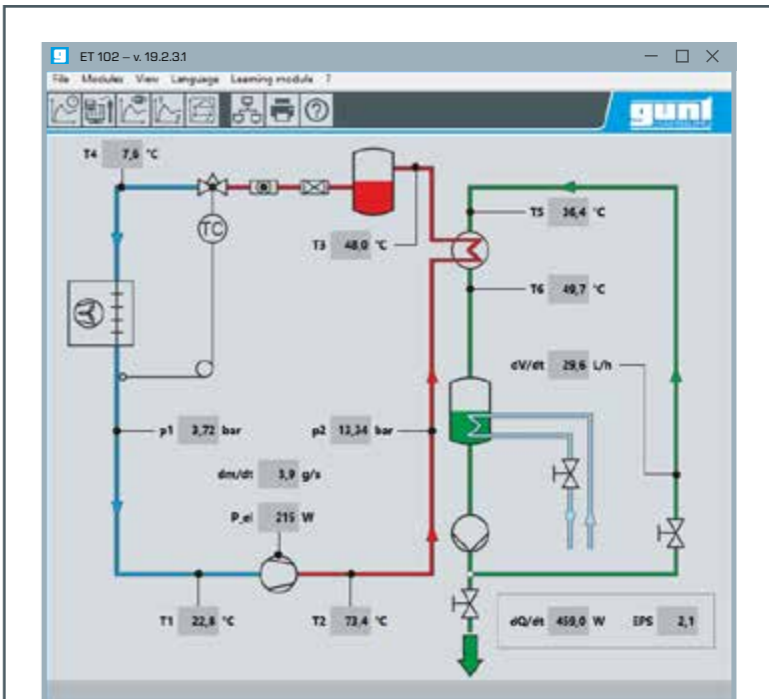 ET 102 – v. 19.2.3.1
File Modules View Language Learning module ?
gunt
T4 7,6 °C
TC
T3 48,0 °C
T5 36,4 °C
T6 49,7 °C
dV/dt 29,6 L/h
p1 3,72 bar
p2 13,34 bar
dm/dt 3,9 g/s
P_el 215 W
T1 22,8 °C
T2 73,4 °C
dQ/dt 459,0 W EPS 2,1